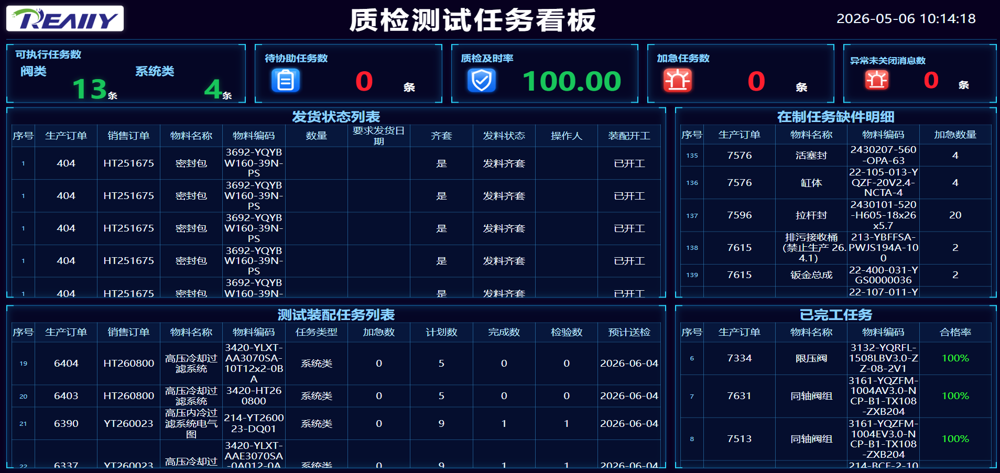 REAllY
质检测试任务看板
2026-05-06 10:14:18
可执行任务数
阀类 系统类
13条 4条
待协助任务数
0 条
质检及时率
100.00
加急任务数
0 条
异常未关闭消息数
0 条
发货状态列表
序号 生产订单 销售订单 物料名称 物料编码 数量 要求发货日期 齐套 发料状态 操作人 装配开工
1 404 HT251675 密封包 3692-YQYBW160-39N-PS 是 发料齐套 已开工
1 404 HT251675 密封包 3692-YQYBW160-39N-PS 是 发料齐套 已开工
1 404 HT251675 密封包 3692-YQYBW160-39N-PS 是 发料齐套 已开工
1 404 HT251675 密封包 3692-YQYBW160-39N-PS 是 发料齐套 已开工
1 404 HT251675 密封包 3692-YQYBW160-39N- 是 发料齐套 已开工
在制任务缺件明细
序号 生产订单 物料名称 物料编码 加急数量
135 7576 活塞封 2430207-560-OPA-63 4
136 7576 缸体 22-105-013-YQZF-20V2.4-NCTA-4 4
137 7596 拉杆封 2430101-520-H605-18x26x5.7 20
138 7615 排污接收桶(禁止生产 26.4.1) 213-YBFFSA-PWJS194A-100 2
139 7615 钣金总成 22-400-031-YGS0000036 2
22-107-011-Y
测试装配任务列表
序号 生产订单 销售订单 物料名称 物料编码 任务类型 加急数 计划数 完成数 检验数 预计送检
19 6404 HT260800 高压冷却过滤系统 3420-YLXT-AA3070SA-10T12x2-0BA 系统类 0 5 0 0 2026-06-04
20 6403 HT260800 高压冷却过滤系统 3420-HT260800 系统类 0 5 0 0 2026-06-04
21 6390 YT260023 高压内冷过滤系统电气图 214-YT260023-DQ01 系统类 0 9 1 1 2026-06-04
22 6337 YT260023 高压冷却过 3420-YLXT-AAE3070SA-0A012-0A 系统类 0 9 1 1 2026-06-04
已完工任务
序号 生产订单 物料名称 物料编码 合格率
6 7334 限压阀 3132-YQRFL-1508LBV3.0-ZZ-08-2V1 100%
7 7631 同轴阀组 3161-YQZFM-1004AV3.0-NCP-B1-TX108-ZXB204 100%
8 7513 同轴阀组 3161-YQZFM-1004EV3.0-NCP-B1-TX108-ZXB204 100%
214-BCF-2-10